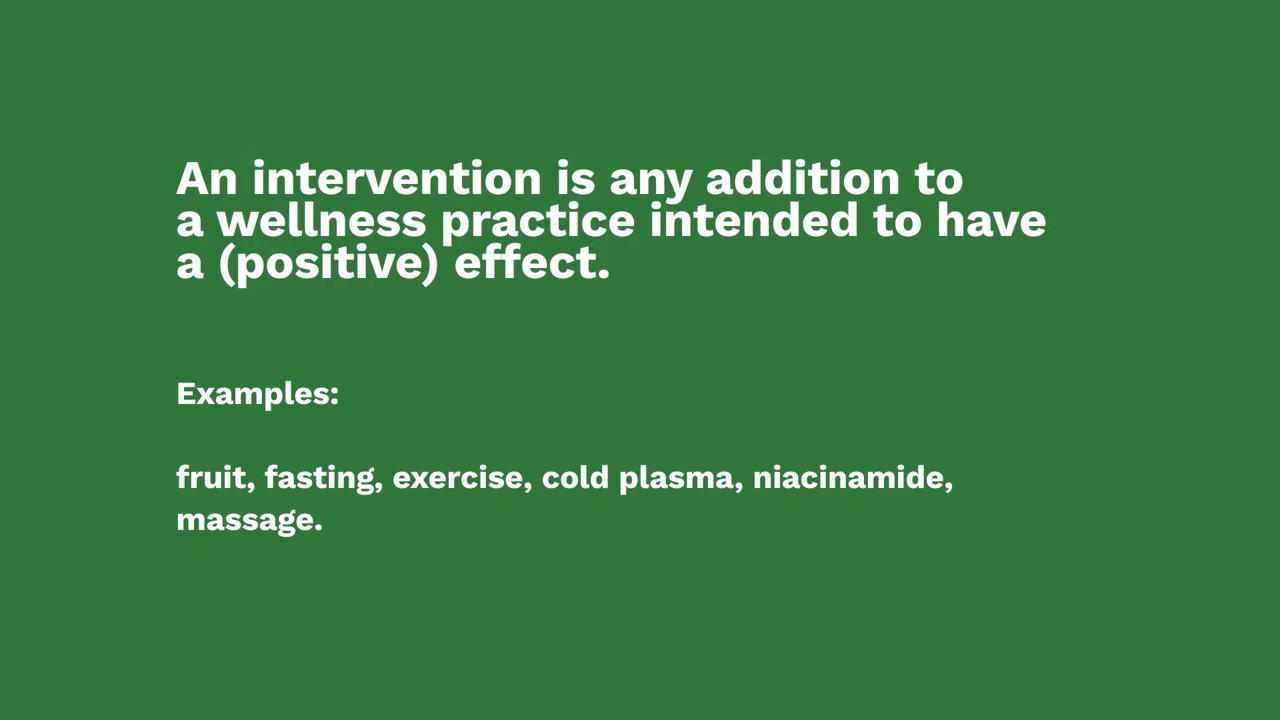 An intervention is any addition to
a wellness practice intended to have
a (positive) effect.
Examples:
fruit, fasting, exercise, cold plasma, niacinamide,
massage.